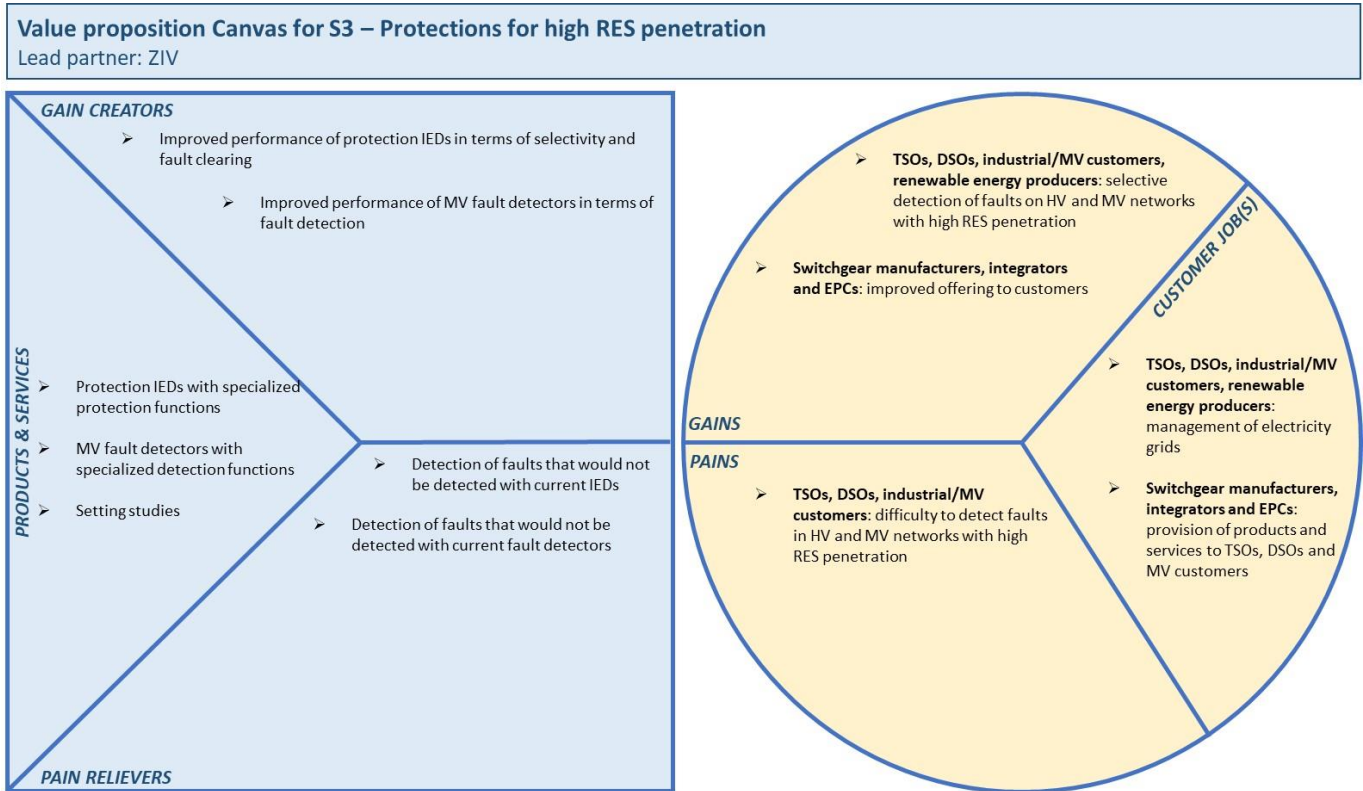 Value proposition Canvas for S3 – Protections for high RES penetration
Lead partner: ZIV
GAIN CREATORS
➢ Improved performance of protection IEDs in terms of selectivity and
fault clearing
➢ Improved performance of MV fault detectors in terms of
fault detection
PRODUCTS & SERVICES
➢ Protection IEDs with specialized
protection functions
➢ MV fault detectors with
specialized detection functions
➢ Setting studies
➢ Detection of faults that would not
be detected with current IEDs
➢ Detection of faults that would not be
detected with current fault detectors
PAIN RELIEVERS
➢ TSOs, DSOs, industrial/MV customers,
renewable energy producers: selective
detection of faults on HV and MV networks
with high RES penetration
➢ Switchgear manufacturers, integrators
and EPCs: improved offering to customers
GAINS
CUSTOMER JOB(S)
➢ TSOs, DSOs, industrial/MV
customers, renewable
energy producers:
management of electricity
grids
➢ Switchgear manufacturers,
integrators and EPCs:
provision of products and
services to TSOs, DSOs and
MV customers
PAINS
➢ TSOs, DSOs, industrial/MV
customers: difficulty to detect faults
in HV and MV networks with high
RES penetration